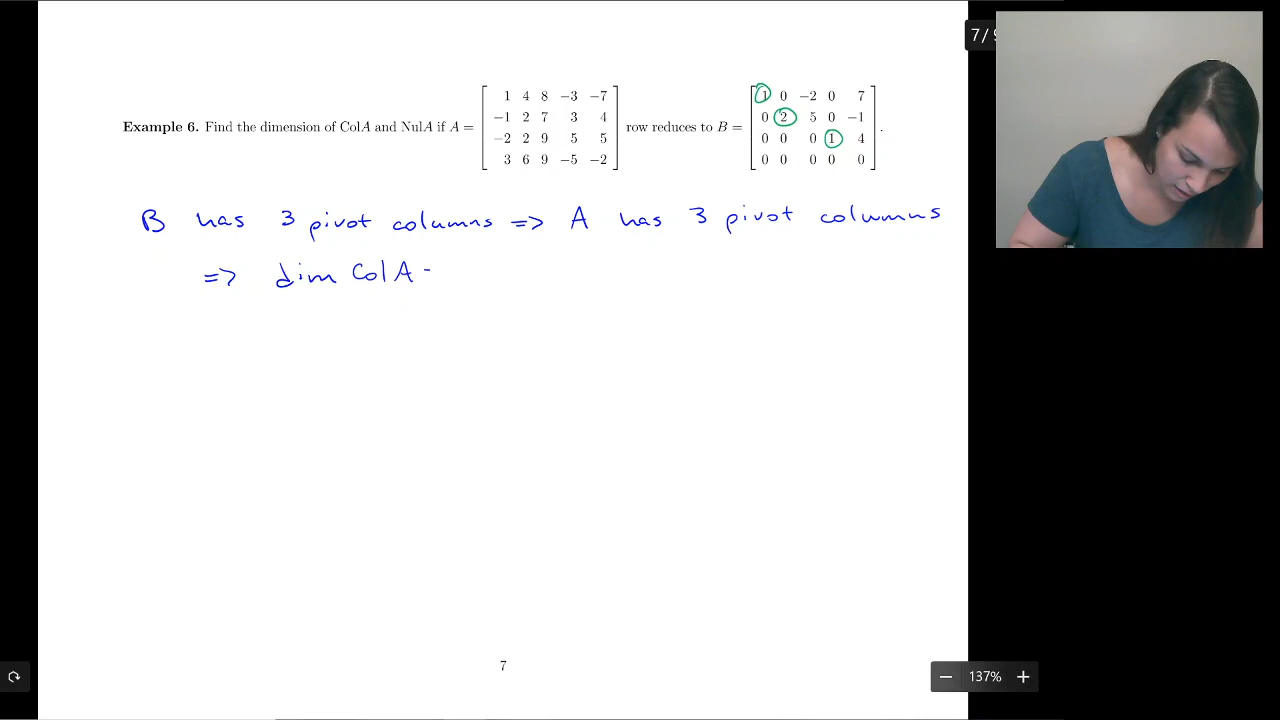 7 / 9
Example 6. Find the dimension of ColA and NulA if A = [1 4 8 −3 −7 row reduces to B = [1 0 −2 0 7
−1 2 7 3 4 0 2 5 0 −1
−2 2 9 5 5 0 0 0 1 4
3 6 9 −5 −2] 0 0 0 0 0].
B has 3 pivot columns => A has 3 pivot columns
=> dim Col A -
7
137%